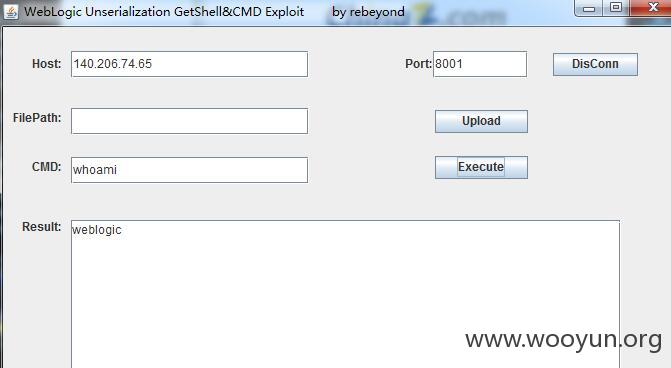 WebLogic Unserialization GetShell&CMD Exploit by rebeyond
Host: 140.206.74.65 Port: 8001 DisConn
FilePath: Upload
CMD: whoami Execute
Result: weblogic
www.wooyun.org